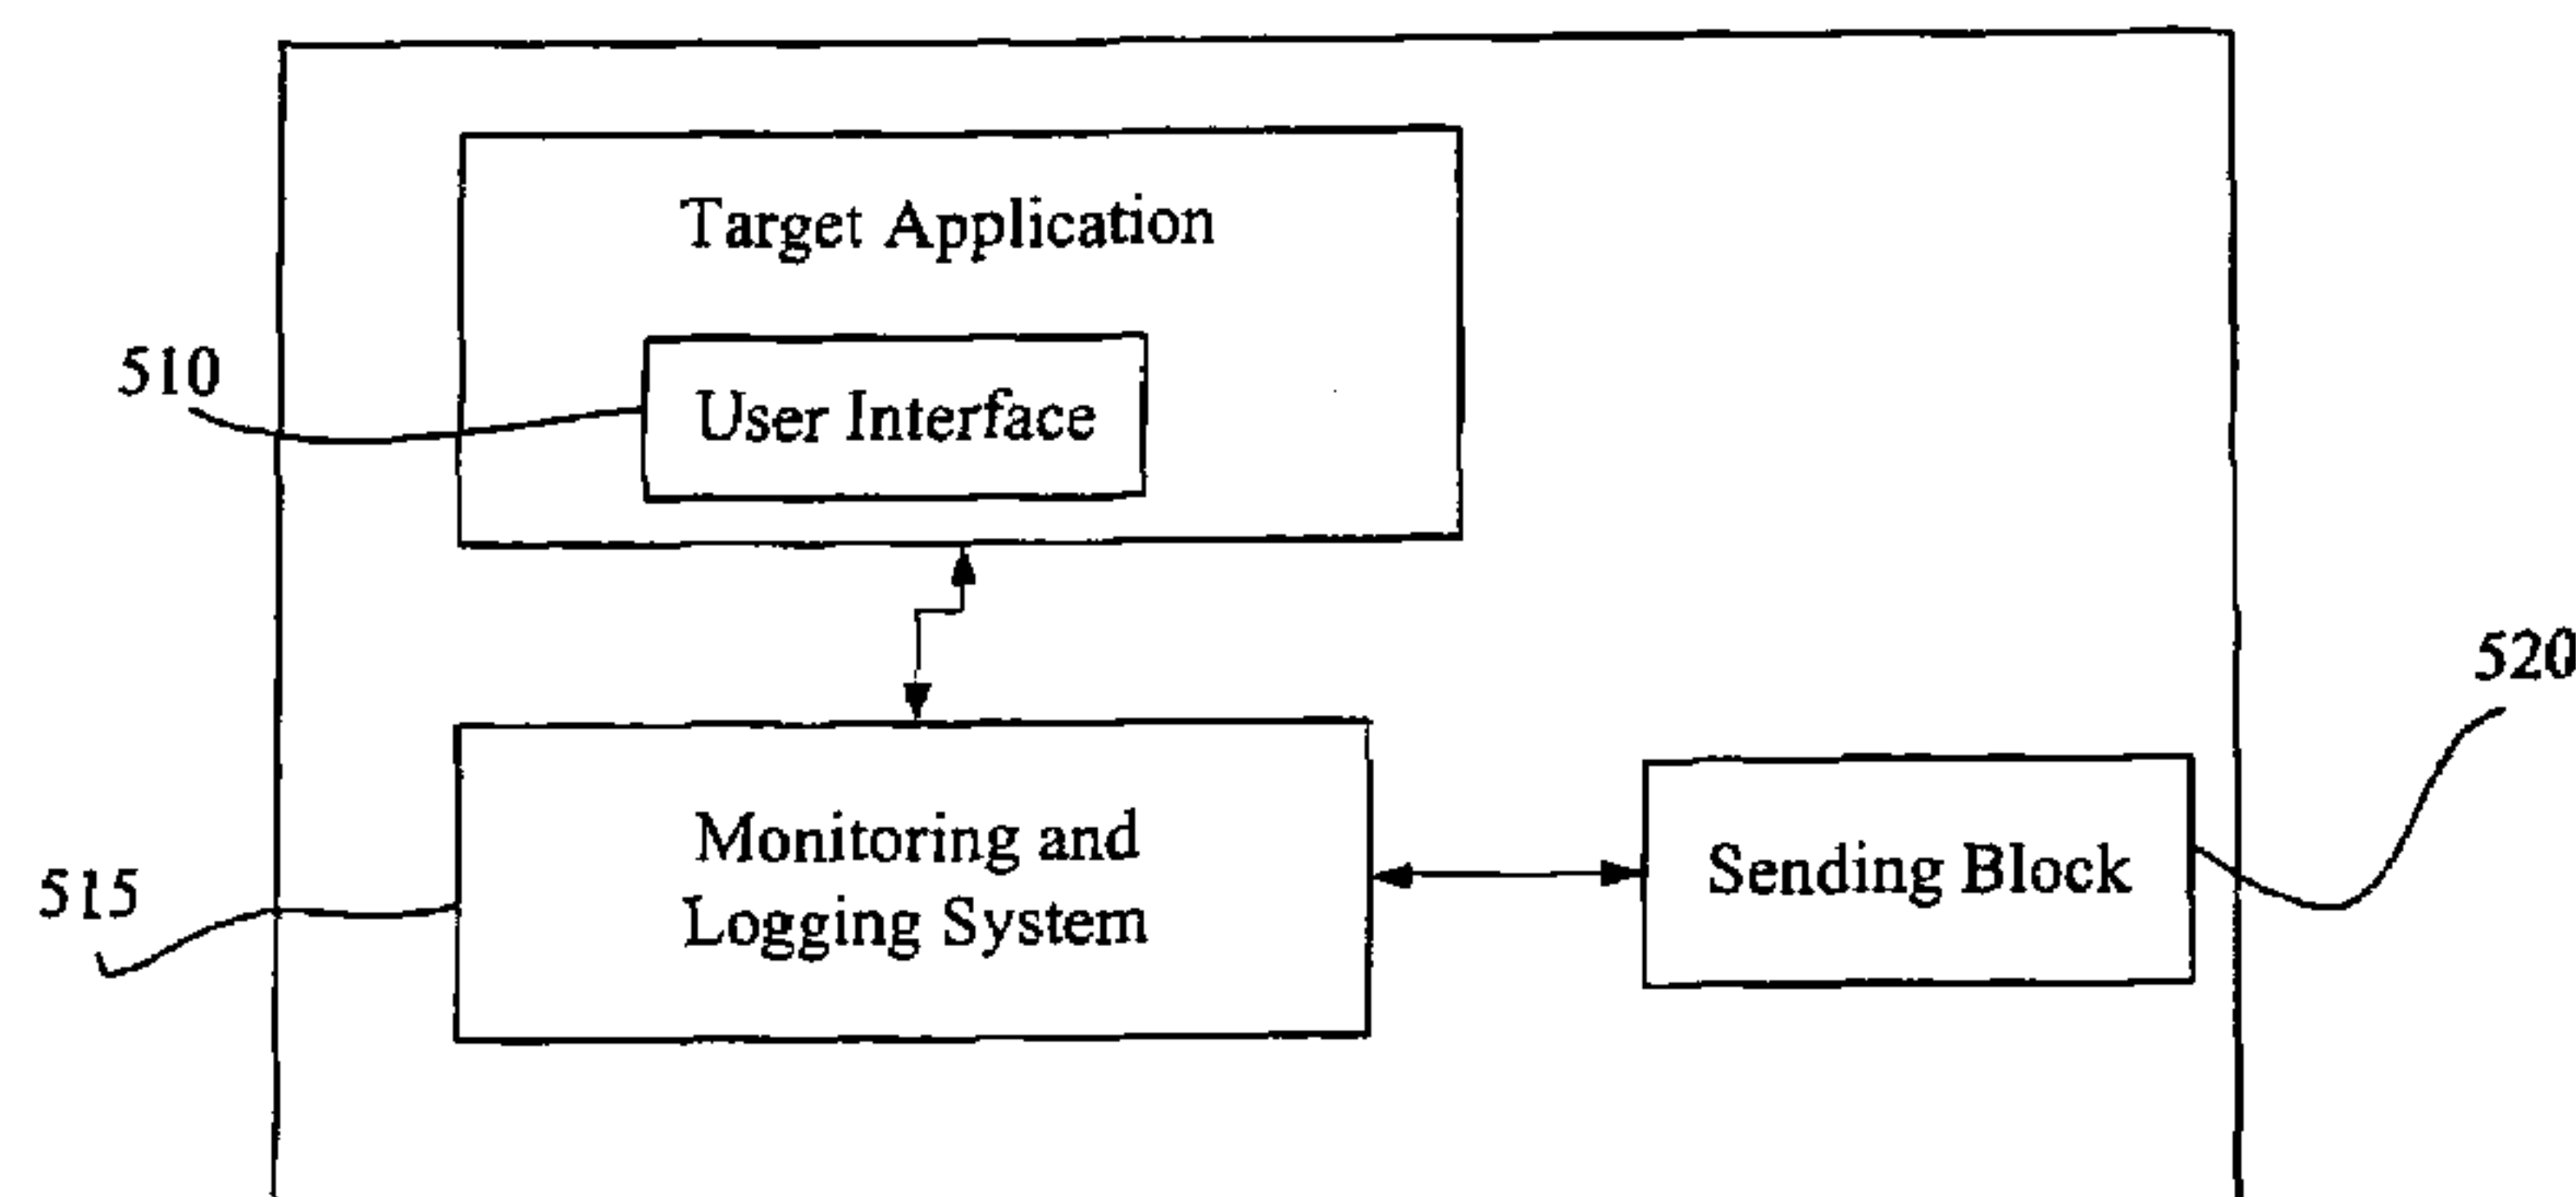 Target Application
510
User Interface
520
Monitoring and
Logging System
Sending Block
515